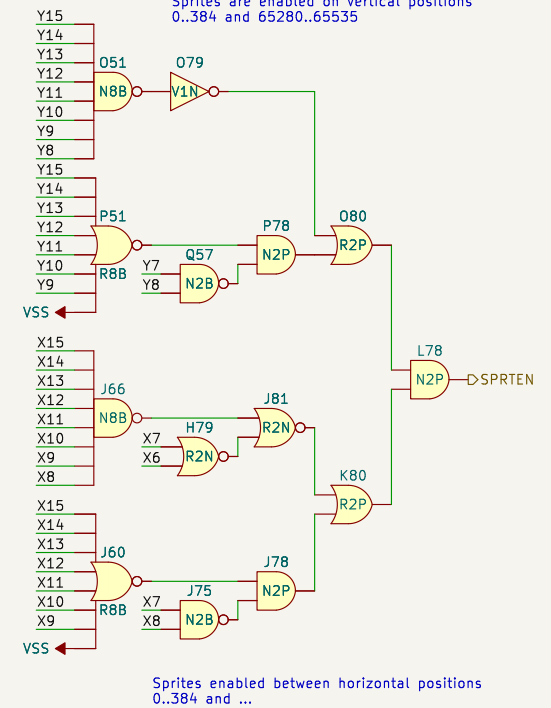 Sprites are enabled on vertical positions
0..384 and 65280..65535
Y15
Y14
Y13
Y12
Y11
Y10
Y9
Y8
O51
N8B
O79
V1N
Y15
Y14
Y13
Y12
Y11
Y10
Y9
VSS
P51
R8B
Y7
Y8
Q57
N2B
P78
N2P
O80
R2P
L78
N2P
SPRTEN
X15
X14
X13
X12
X11
X10
X9
X8
J66
N8B
X7
X6
H79
R2N
J81
R2N
K80
R2P
X15
X14
X13
X12
X11
X10
X9
VSS
J60
R8B
X7
X8
J75
N2B
J78
N2P
Sprites enabled between horizontal positions
0..384 and ...